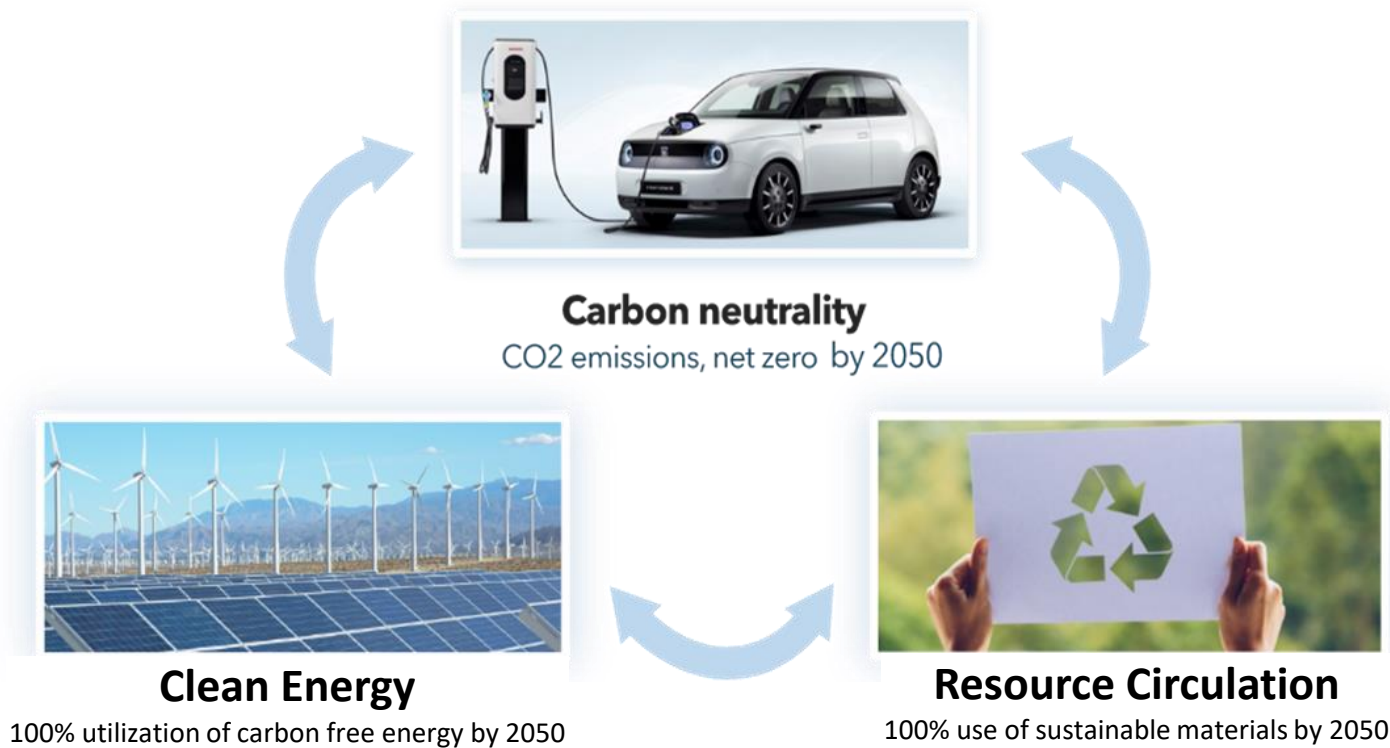 Carbon neutrality
CO2 emissions, net zero by 2050
Clean Energy
100% utilization of carbon free energy by 2050
Resource Circulation
100% use of sustainable materials by 2050